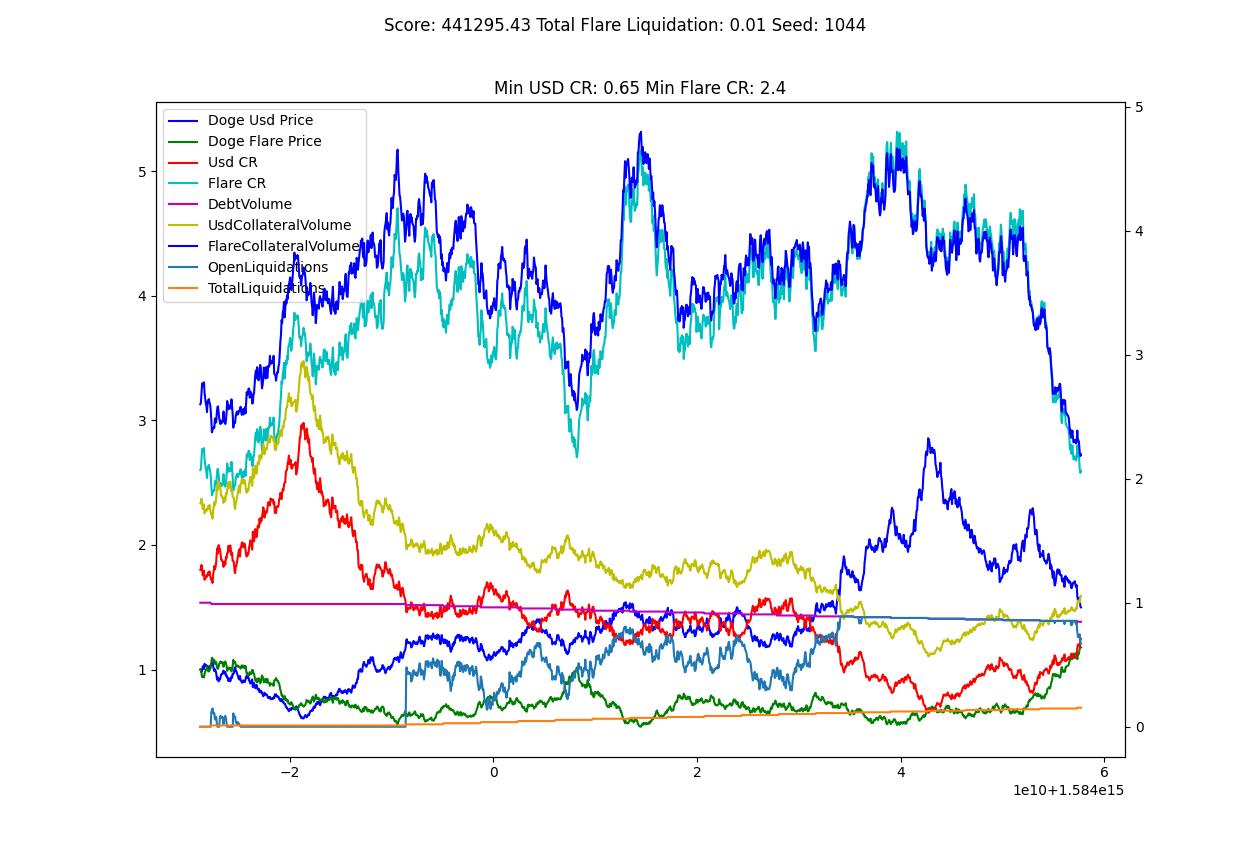 Score: 441295.43 Total Flare Liquidation: 0.01 Seed: 1044
Min USD CR: 0.65 Min Flare CR: 2.4
Doge Usd Price
Doge Flare Price
Usd CR
Flare CR
DebtVolume
UsdCollateralVolume
FlareCollateralVolume
OpenLiquidations
TotalLiquidations
5
4
3
2
1
5
4
3
2
1
0
−2
0
2
4
6
1e10+1.584e15